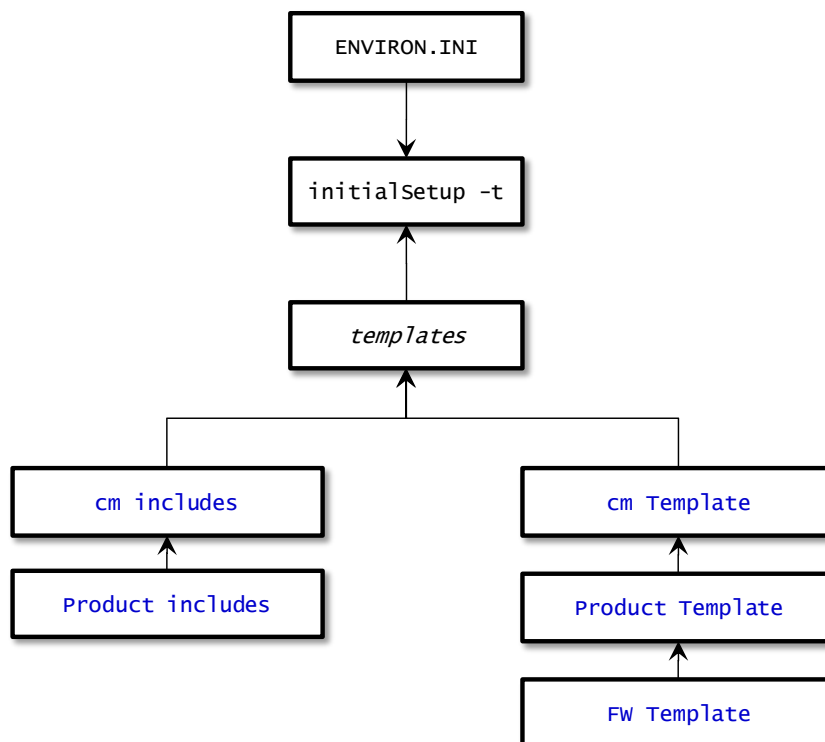 ENVIRON.INI
initialSetup –t
templates
cm includes
cm Template
Product includes
Product Template
FW Template